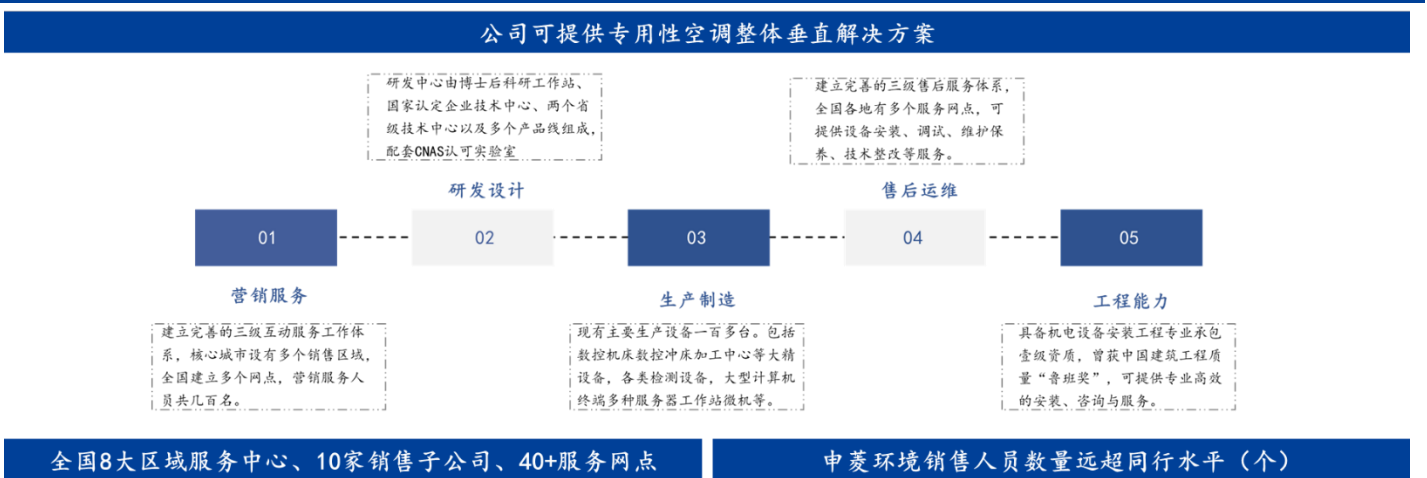 公司可提供专用性空调整体垂直解决方案
研发中心由博士后科研工作站、
国家认定企业技术中心、两个省
级技术中心以及多个产品线组成，
配套CNAS认可实验室
建立完善的三级售后服务体系，
全国各地有多个服务网点，可
提供设备安装、调试、维护保
养、技术整改等服务。
研发设计
售后运维
01
02
03
04
05
营销服务
生产制造
工程能力
建立完善的三级互动服务工作体
系，核心城市设有多个销售区域，
全国建立多个网点，营销服务人
员共几百名。
现有主要生产设备一百多台。包括
数控机床数控冲床加工中心等大精
设备，各类检测设备，大型计算机
终端多种服务器工作站微机等。
具备机电设备安装工程专业承包
壹级资质，曾获中国建筑工程质
量“鲁班奖”，可提供专业高效
的安装、咨询与服务。
全国8大区域服务中心、10家销售子公司、40+服务网点
申菱环境销售人员数量远超同行水平（个）